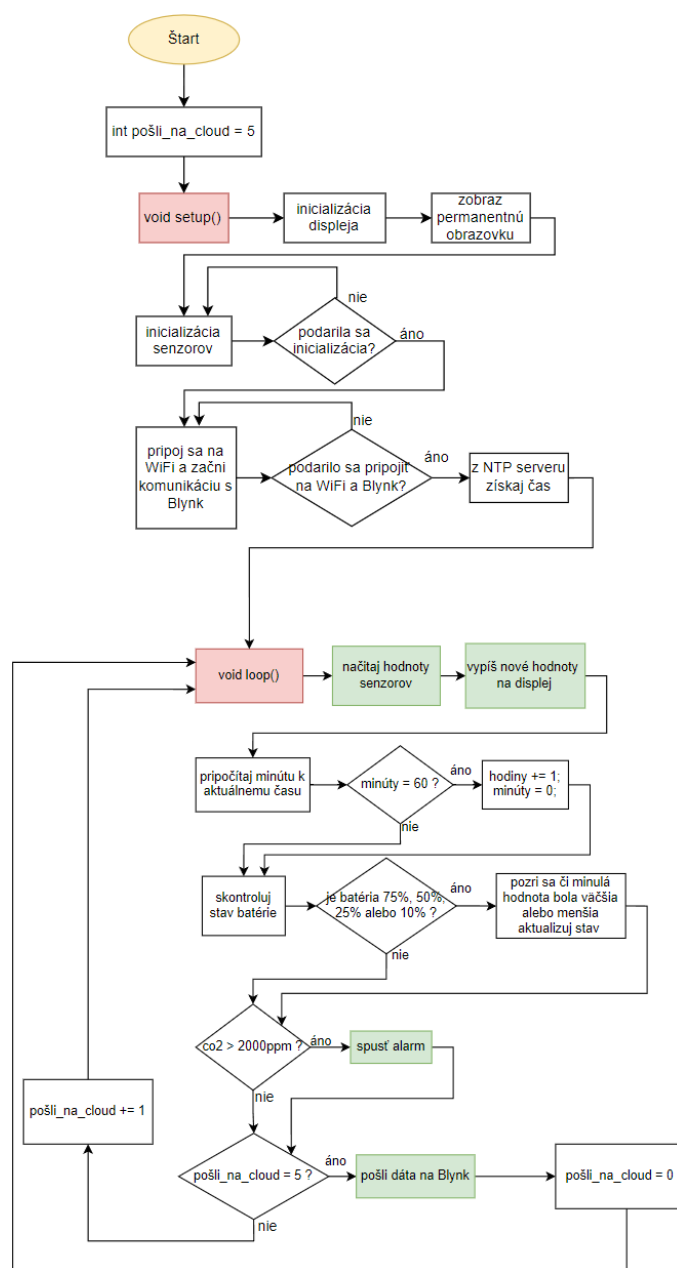 Štart
int pošli_na_cloud = 5
void setup()
inicializácia
displeja
zobraz
permanentnú
obrazovku
inicializácia
senzorov
nie
podarila sa
inicializácia?
áno
pripoj sa na
WiFi a začni
komunikáciu s
Blynk
nie
podarilo sa pripojiť
na WiFi a Blynk?
áno
z NTP serveru
získaj čas
void loop()
načitaj hodnoty
senzorov
vypíš nové hodnoty
na displej
pripočítaj minútu k
aktuálnemu času
minúty = 60 ?
áno
hodiny += 1;
minúty = 0;
nie
skontroluj
stav batérie
je batéria 75%, 50%,
25% alebo 10% ?
áno
pozri sa či minulá
hodnota bola väčšia
alebo menšia
aktualizuj stav
nie
co2 > 2000ppm ?
áno
spusť alarm
nie
pošli_na_cloud += 1
pošli_na_cloud = 5 ?
áno
pošli dáta na Blynk
pošli_na_cloud = 0
nie